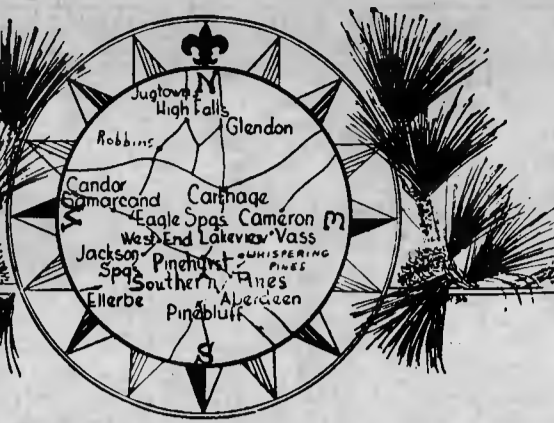 N
Jugtown
High Falls
Robbins
Glendon
Candor
Samarcand
Carthage
W
Eagle Spgs Cameron E
West End Lakeview Vass
Jackson Spgs
Pinehurst
WHISPERING PINES
Southern Pines
Ellerbe
Aberdeen
Pinebluff
S